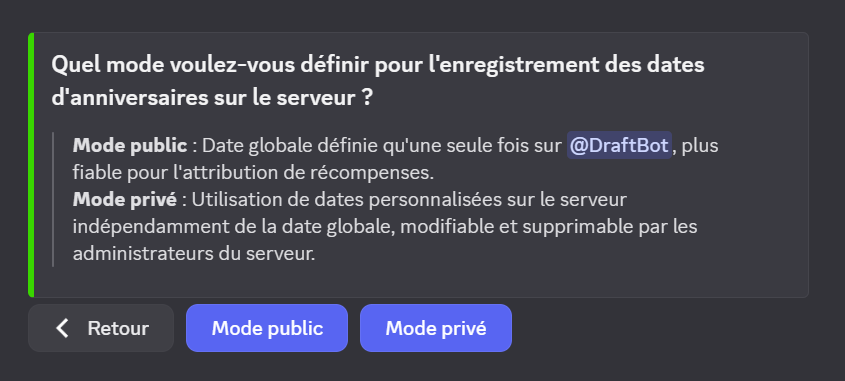 Quel mode voulez-vous définir pour l'enregistrement des dates
d'anniversaires sur le serveur ?
Mode public : Date globale définie qu'une seule fois sur @DraftBot, plus
fiable pour l'attribution de récompenses.
Mode privé : Utilisation de dates personnalisées sur le serveur
indépendamment de la date globale, modifiable et supprimable par les
administrateurs du serveur.
Retour Mode public Mode privé